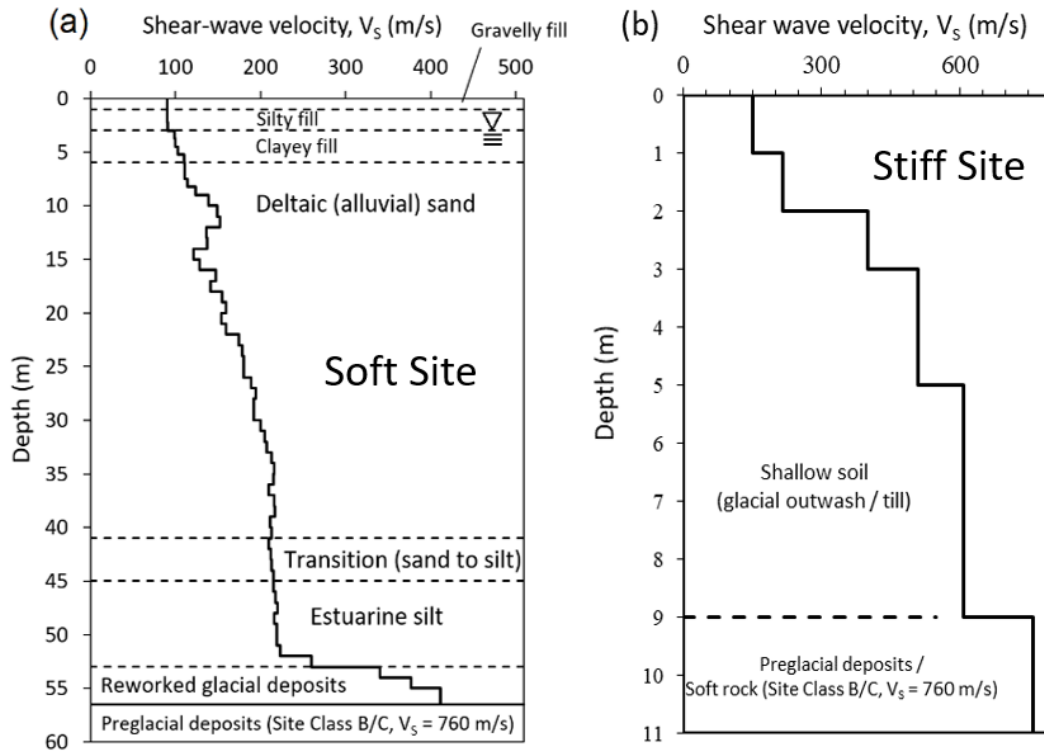 (a)
Shear-wave velocity, VS (m/s)
Gravelly fill
0 100 200 300 400 500
0
5
10
15
20
25
30
35
40
45
50
55
60
Depth (m)
Silty fill
Clayey fill
Deltaic (alluvial) sand
Soft Site
Transition (sand to silt)
Estuarine silt
Reworked glacial deposits
Preglacial deposits (Site Class B/C, VS = 760 m/s)
(b)
Shear wave velocity, VS (m/s)
0 300 600
0
1
2
3
4
5
6
7
8
9
10
11
Depth (m)
Stiff Site
Shallow soil
(glacial outwash / till)
Preglacial deposits /
Soft rock (Site Class B/C, VS = 760 m/s)